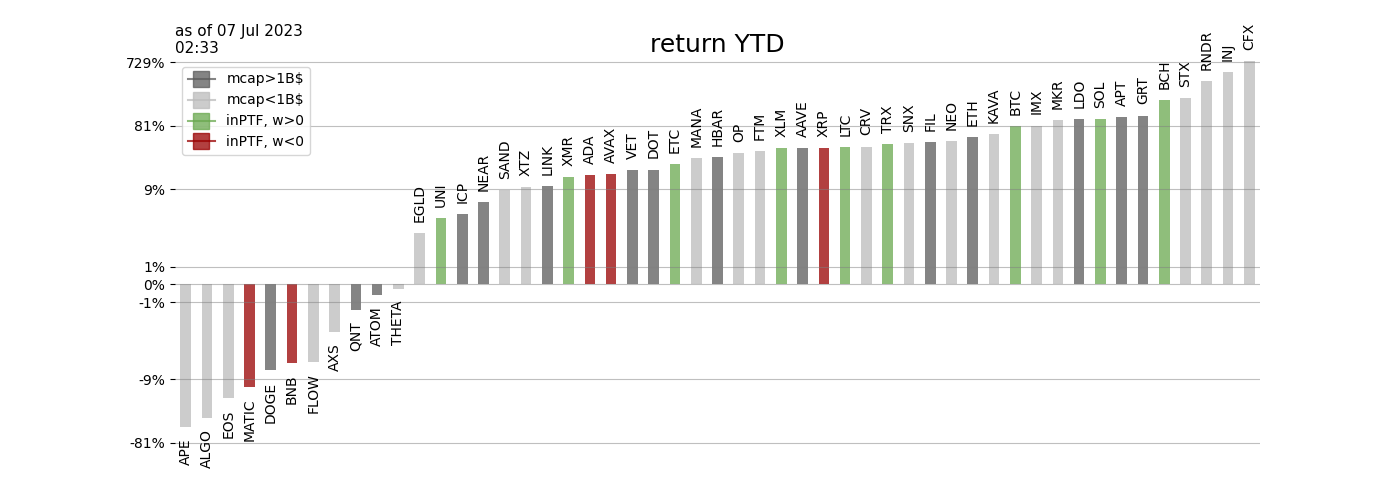 as of 07 Jul 2023
02:33
return YTD
729%
81%
9%
1%
0%
-1%
-9%
-81%
mcap>1B$
mcap<1B$
inPTF, w>0
inPTF, w<0
APE
ALGO
EOS
MATIC
DOGE
BNB
FLOW
AXS
QNT
ATOM
THETA
EGLD
UNI
ICP
NEAR
SAND
XTZ
LINK
XMR
ADA
AVAX
VET
DOT
ETC
MANA
HBAR
OP
FTM
XLM
AAVE
XRP
LTC
CRV
TRX
SNX
FIL
NEO
ETH
KAVA
BTC
IMX
MKR
LDO
SOL
APT
GRT
BCH
STX
RNDR
INJ
CFX